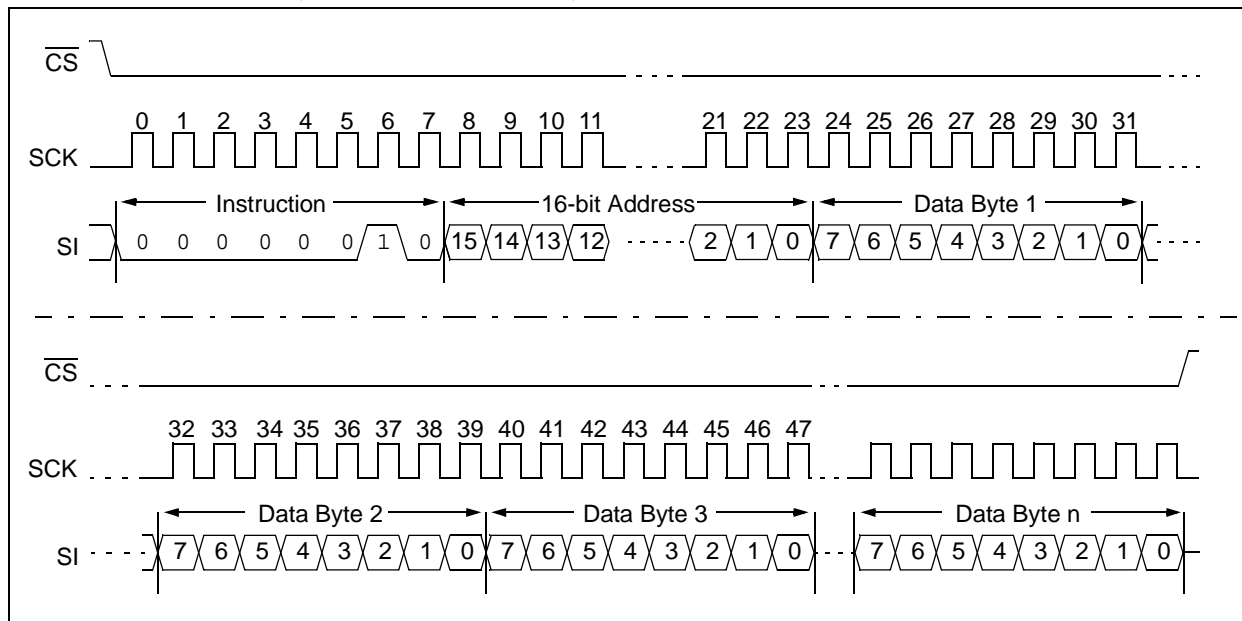 CS
0 1 2 3 4 5 6 7 8 9 10 11 21 22 23 24 25 26 27 28 29 30 31
SCK
Instruction 16-bit Address Data Byte 1
SI 0 0 0 0 0 0 1 0 15 14 13 12 2 1 0 7 6 5 4 3 2 1 0
CS
32 33 34 35 36 37 38 39 40 41 42 43 44 45 46 47
SCK
Data Byte 2 Data Byte 3 Data Byte n
SI 7 6 5 4 3 2 1 0 7 6 5 4 3 2 1 0 7 6 5 4 3 2 1 0